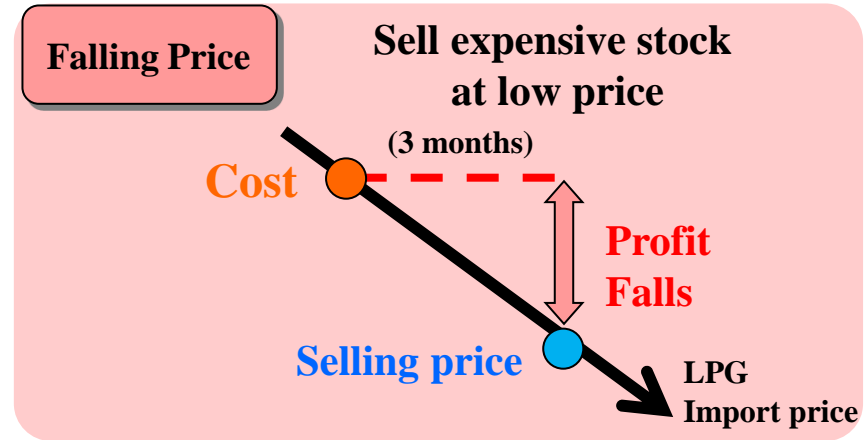 Falling Price
Sell expensive stock
at low price
(3 months)
Cost
Profit
Falls
Selling price
LPG
Import price